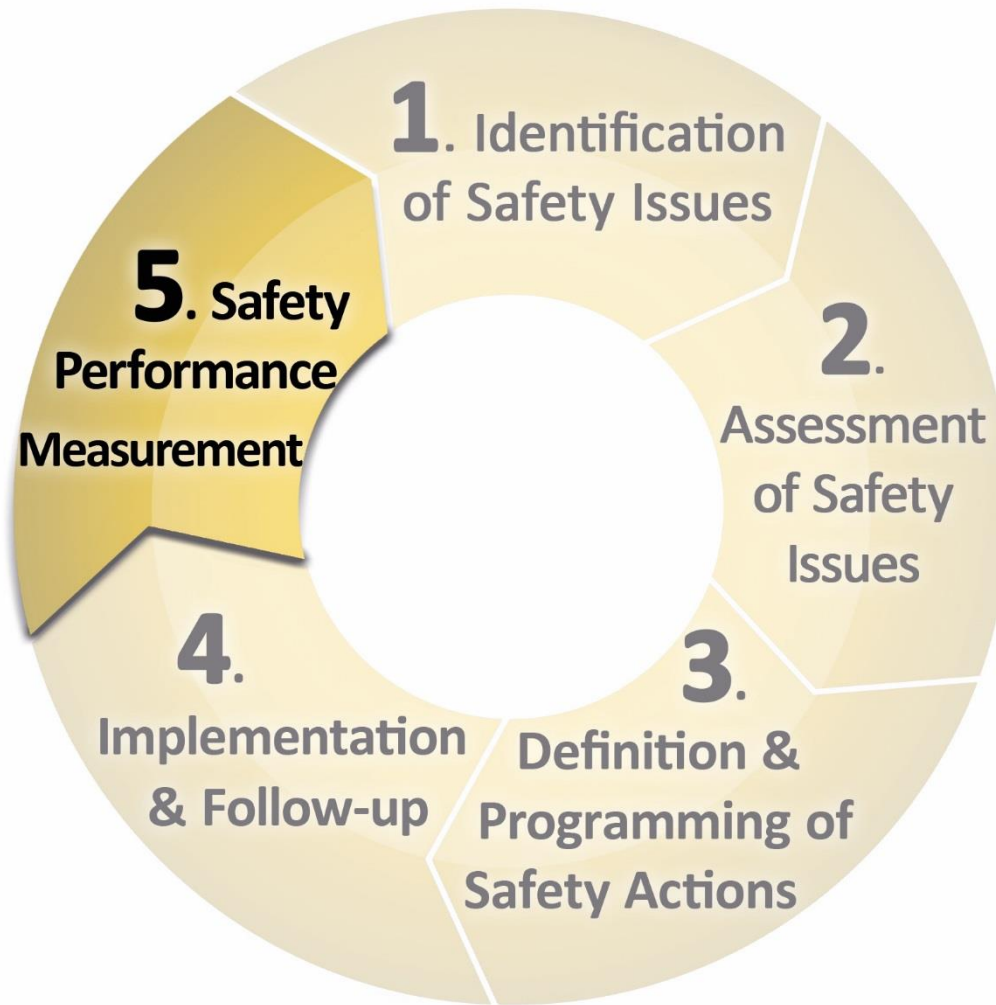 1. Identification
of Safety Issues
2.
Assessment
of Safety
Issues
3.
Definition &
Programming of
Safety Actions
4.
Implementation
& Follow-up
5. Safety
Performance
Measurement